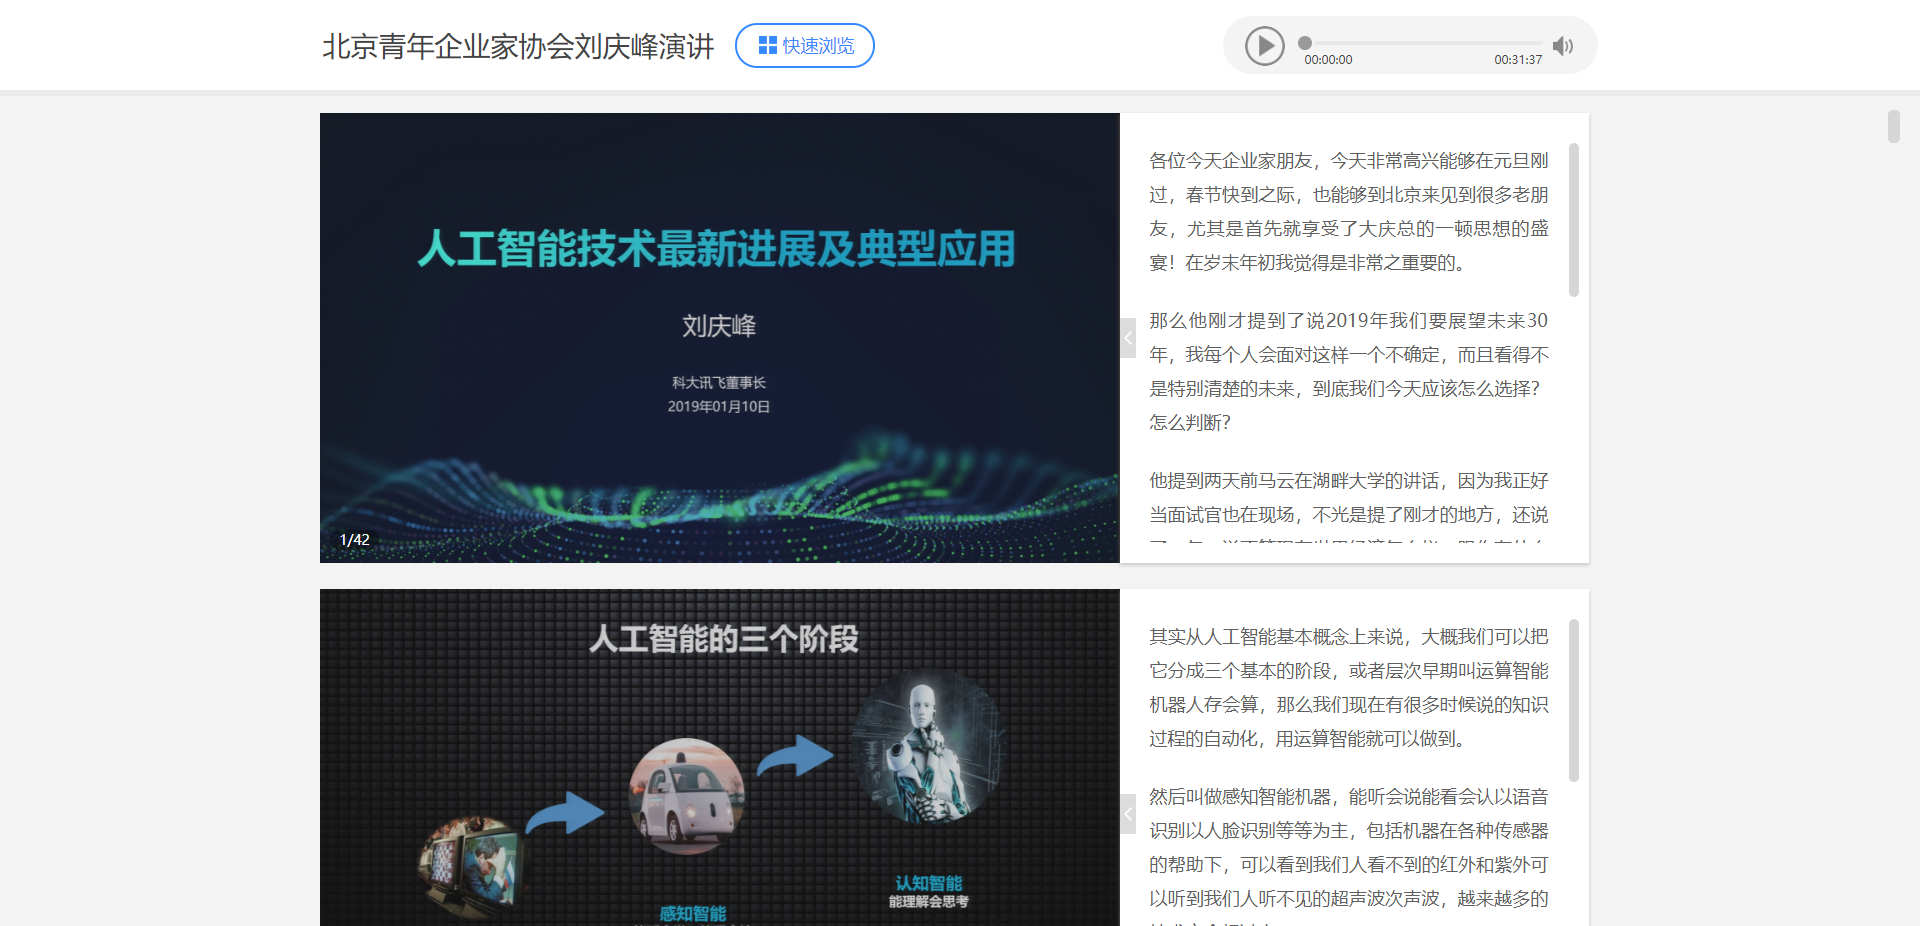 北京青年企业家协会刘庆峰演讲
快速浏览
00:00:00
00:31:37
人工智能技术最新进展及典型应用
刘庆峰
科大讯飞董事长
2019年01月10日
1/42
各位今天企业家朋友，今天非常高兴能够在元旦刚
过，春节快到之际，也能够到北京来见到很多老朋
友，尤其是首先就享受了大庆总的一顿思想的盛
宴！在岁末年初我觉得是非常之重要的。
那么他刚才提到了说2019年我们要展望未来30
年，我每个人会面对这样一个不确定，而且看得不
是特别清楚的未来，到底我们今天应该怎么选择？
怎么判断？
他提到两天前马云在湖畔大学的讲话，因为我正好
当面试官也在现场，不光是提了刚才的地方，还说
人工智能的三个阶段
认知智能
能理解会思考
感知智能
其实从人工智能基本概念上来说，大概我们可以把
它分成三个基本的阶段，或者层次早期叫运算智能
机器人存会算，那么我们现在有很多时候说的知识
过程的自动化，用运算智能就可以做到。
然后叫做感知智能机器，能听会说能看会认以语音
识别以人脸识别等等为主，包括机器在各种传感器
的帮助下，可以看到我们人看不到的红外和紫外可
以听到我们人听不见的超声波次声波，越来越多的